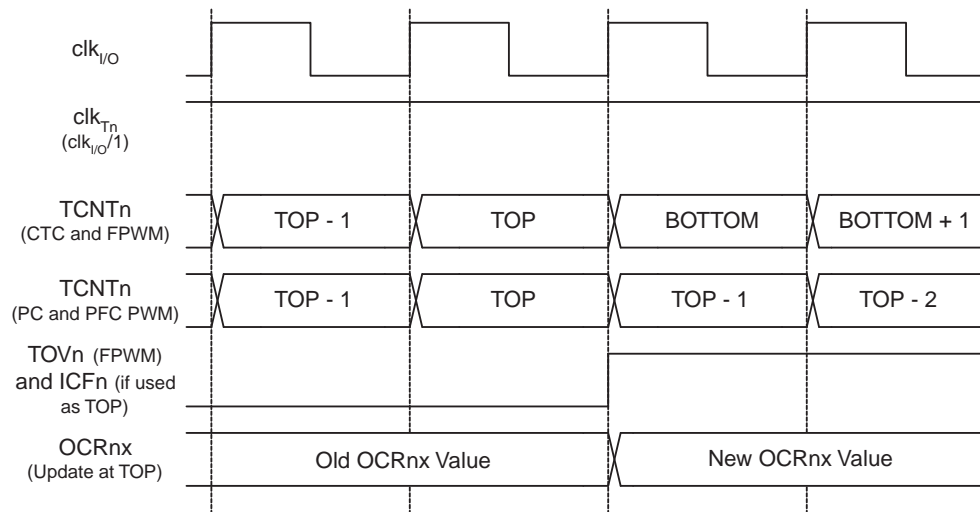 clkI/O
clkTn
(clkI/O/1)
TCNTn
(CTC and FPWM)
TOP - 1
TOP
BOTTOM
BOTTOM + 1
TCNTn
(PC and PFC PWM)
TOP - 1
TOP
TOP - 1
TOP - 2
TOVn (FPWM)
and ICFn (if used
as TOP)
OCRnx
(Update at TOP)
Old OCRnx Value
New OCRnx Value